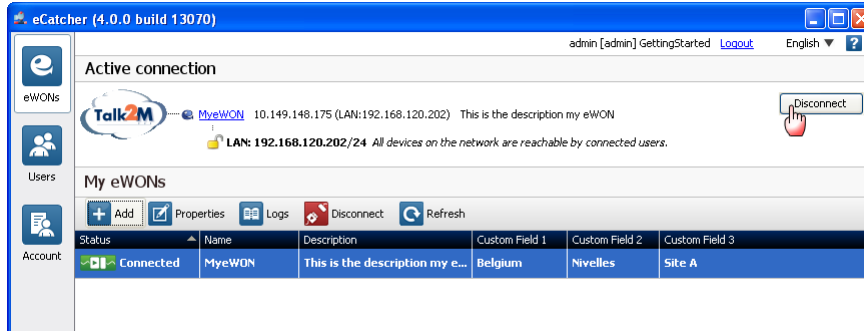 eCatcher (4.0.0 build 13070)
admin [admin] GettingStarted Logout English ▼ ?
Active connection
eWONs
Talk2M MyeWON 10.149.148.175 (LAN:192.168.120.202) This is the description my eWON Disconnect
LAN: 192.168.120.202/24 All devices on the network are reachable by connected users.
Users
My eWONs
Add Properties Logs Disconnect Refresh
Status Name Description Custom Field 1 Custom Field 2 Custom Field 3
Account
Connected MyeWON This is the description my e... Belgium Nivelles Site A